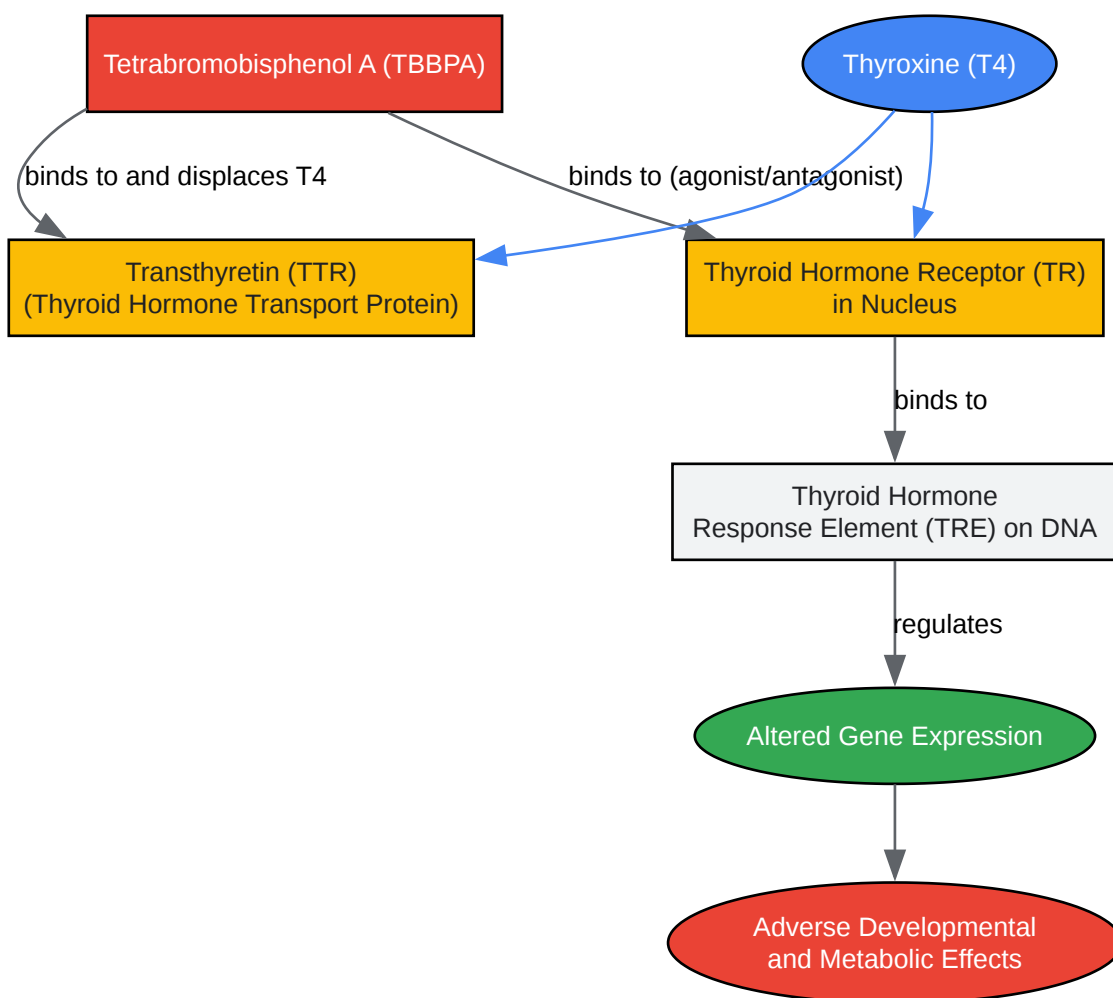 Tetrabromobisphenol A (TBBPA)
Thyroxine (T4)
binds to and displaces T4
binds to (agonist/antagonist)
Transthyretin (TTR)
(Thyroid Hormone Transport Protein)
Thyroid Hormone Receptor (TR)
in Nucleus
binds to
Thyroid Hormone
Response Element (TRE) on DNA
regulates
Altered Gene Expression
Adverse Developmental
and Metabolic Effects